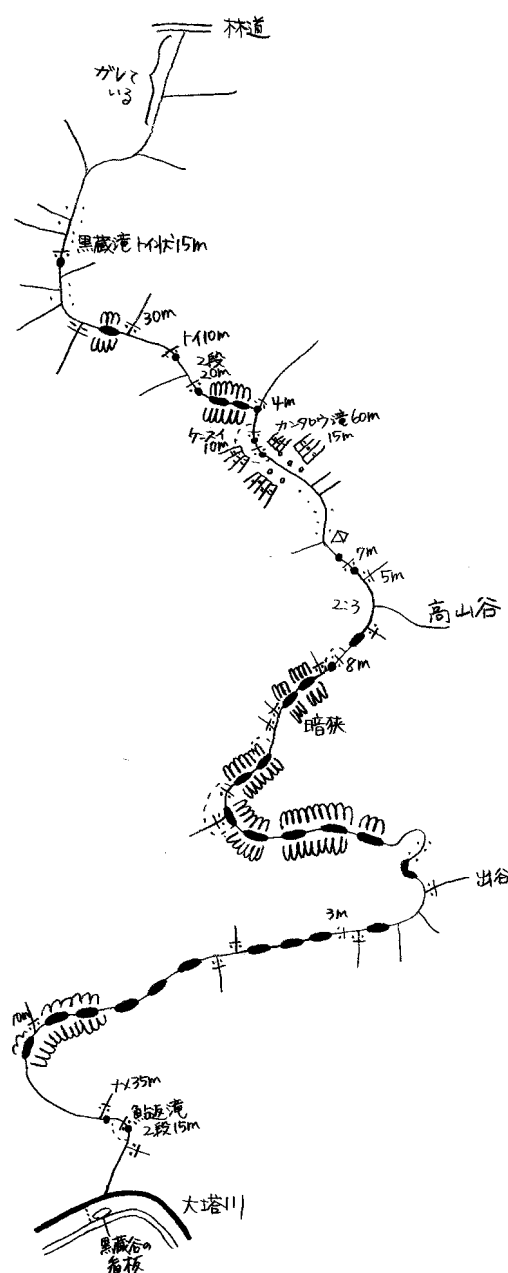 林道
ガレて
いる
黒蔵滝トイ状15m
30m
トイ10m
2段
20m
4m
カンタロウ滝60m
15m
ケンスイ
10m
7m
5m
2:3
高山谷
8m
暗狭
出谷
3m
10m
ナメ35m
鮎返滝
2段15m
大塔川
黒蔵谷の
看板